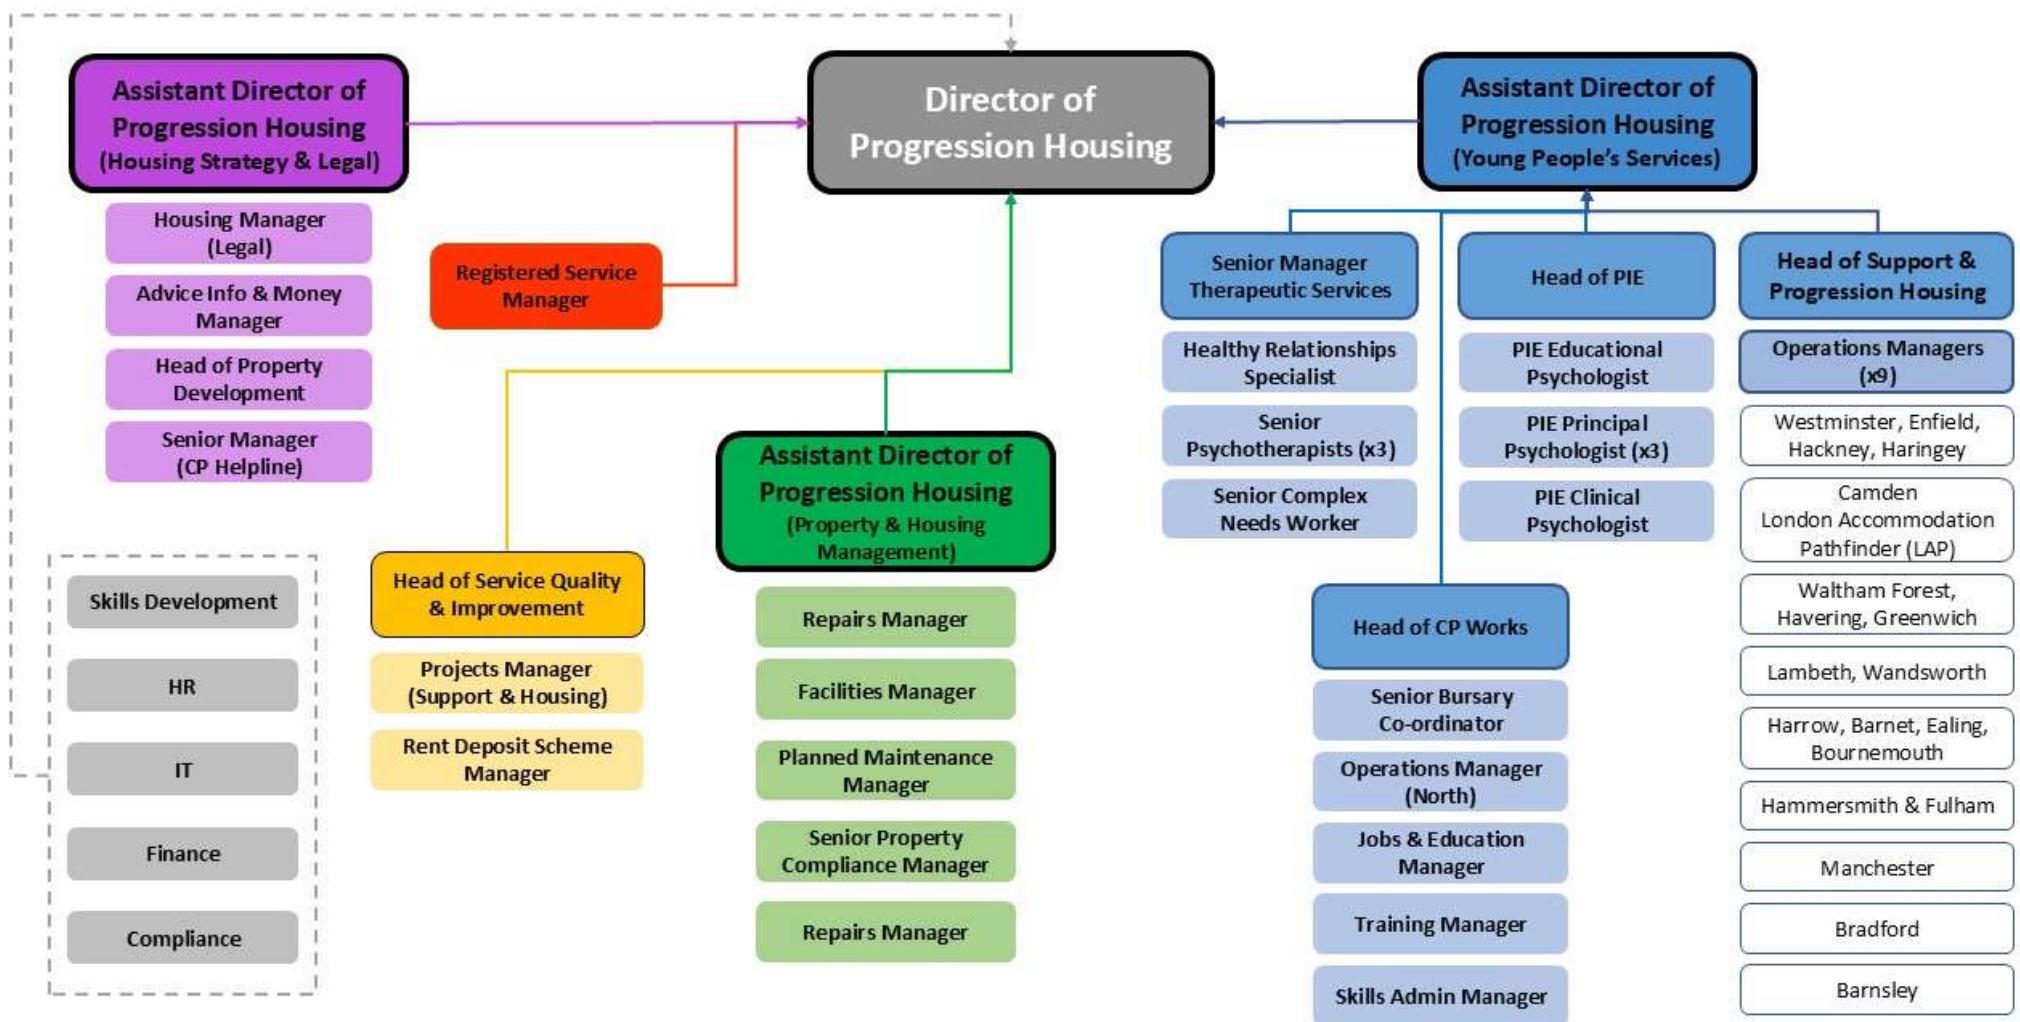 Assistant Director of
Progression Housing
(Housing Strategy & Legal)
Housing Manager
(Legal)
Advice Info & Money
Manager
Head of Property
Development
Senior Manager
(CP Helpline)
Director of
Progression Housing
Registered Service
Manager
Assistant Director of
Progression Housing
(Young People's Services)
Senior Manager
Therapeutic Services
Healthy Relationships
Specialist
Senior
Psychotherapists (x3)
Senior Complex
Needs Worker
Head of PIE
PIE Educational
Psychologist
PIE Principal
Psychologist (x3)
PIE Clinical
Psychologist
Head of Support &
Progression Housing
Operations Managers
(x9)
Westminster, Enfield,
Hackney, Haringey
Camden
London Accommodation
Pathfinder (LAP)
Waltham Forest,
Havering, Greenwich
Lambeth, Wandsworth
Harrow, Barnet, Ealing,
Bournemouth
Hammersmith & Fulham
Manchester
Bradford
Barnsley
Skills Development
HR
IT
Finance
Compliance
Head of Service Quality
& Improvement
Projects Manager
(Support & Housing)
Rent Deposit Scheme
Manager
Assistant Director of
Progression Housing
(Property & Housing
Management)
Repairs Manager
Facilities Manager
Planned Maintenance
Manager
Senior Property
Compliance Manager
Repairs Manager
Head of CP Works
Senior Bursary
Co-ordinator
Operations Manager
(North)
Jobs & Education
Manager
Training Manager
Skills Admin Manager